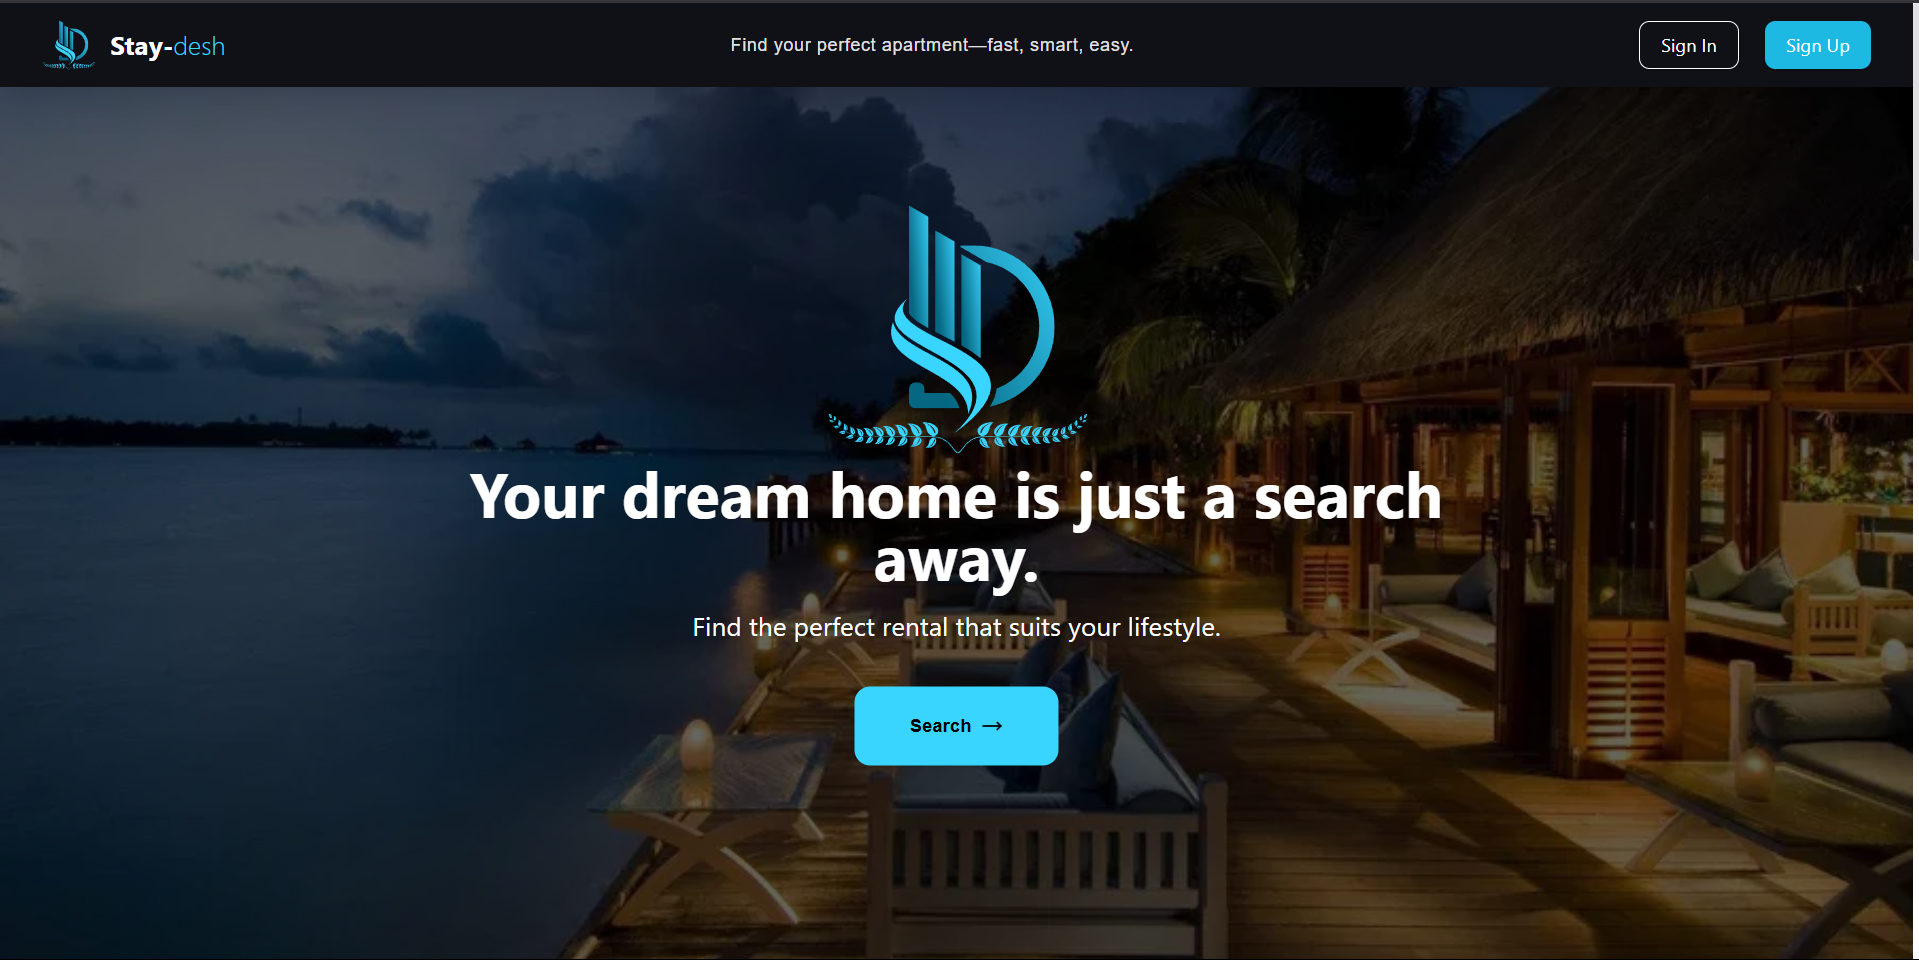 Stay-desh
Find your perfect apartment—fast, smart, easy.
Sign In
Sign Up
Your dream home is just a search
away.
Find the perfect rental that suits your lifestyle.
Search →